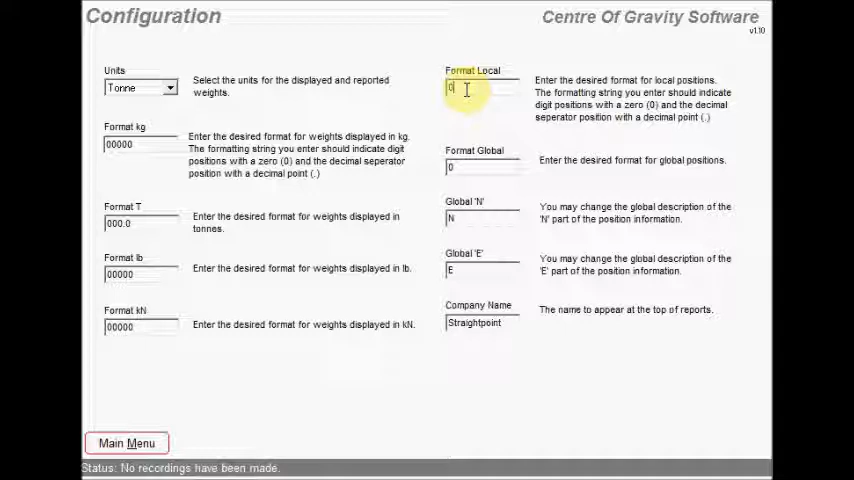 Configuration
Centre Of Gravity Software
v1.10
Units
Tonne
Select the units for the displayed and reported
weights.
Format kg
00000
Enter the desired format for weights displayed in kg.
The formatting string you enter should indicate digit
positions with a zero (0) and the decimal seperator
position with a decimal point (.)
Format T
000.0
Enter the desired format for weights displayed in
tonnes.
Format lb
00000
Enter the desired format for weights displayed in lb.
Format kN
00000
Enter the desired format for weights displayed in kN.
Format Local
0
Enter the desired format for local positions.
The formatting string you enter should indicate
digit positions with a zero (0) and the decimal
seperator position with a decimal point (.)
Format Global
0
Enter the desired format for global positions.
Global 'N'
N
You may change the global description of the
'N' part of the position information.
Global 'E'
E
You may change the global description of the
'E' part of the position information.
Company Name
Straightpoint
The name to appear at the top of reports.
Main Menu
Status: No recordings have been made.